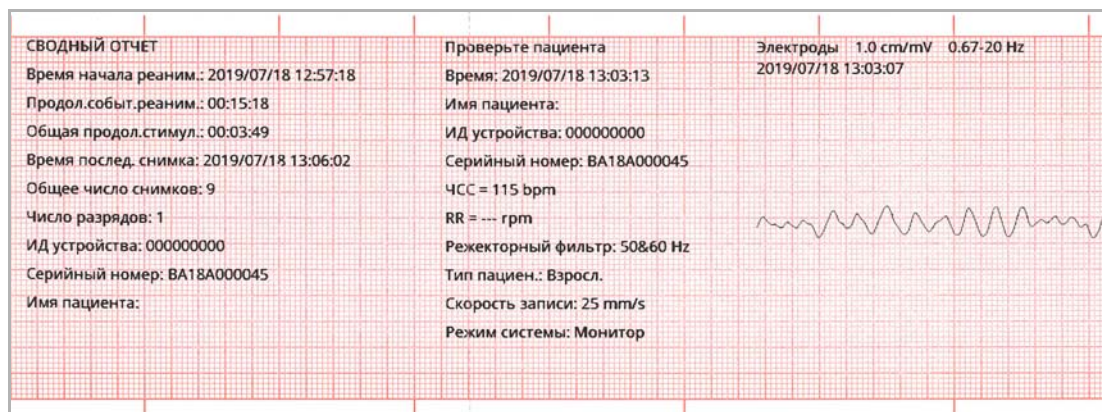 СВОДНЫЙ ОТЧЕТ
Время начала реаним.: 2019/07/18 12:57:18
Продол.событ.реаним.: 00:15:18
Общая продол.стимул.: 00:03:49
Время послед. снимка: 2019/07/18 13:06:02
Общее число снимков: 9
Число разрядов: 1
ИД устройства: 000000000
Серийный номер: BA18A000045
Имя пациента:
Проверьте пациента
Время: 2019/07/18 13:03:13
Имя пациента:
ИД устройства: 000000000
Серийный номер: BA18A000045
ЧСС = 115 bpm
RR = --- rpm
Режекторный фильтр: 50&60 Hz
Тип пациен.: Взросл.
Скорость записи: 25 mm/s
Режим системы: Монитор
Электроды 1.0 cm/mV 0.67-20 Hz
2019/07/18 13:03:07